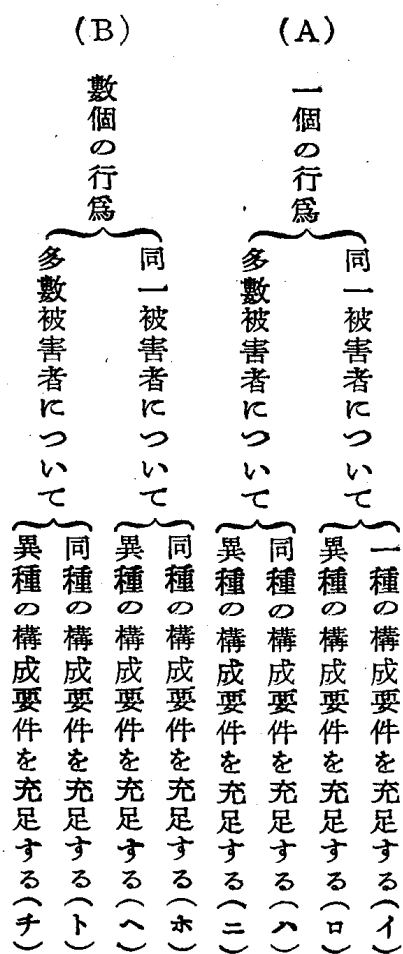 (A)
一個の行爲
同一被害者について
一種の構成要件を充足する(イ)
異種の構成要件を充足する(ロ)
多數被害者について
同種の構成要件を充足する(ハ)
異種の構成要件を充足する(ニ)
(B)
數個の行爲
同一被害者について
同種の構成要件を充足する(ホ)
異種の構成要件を充足する(ヘ)
多數被害者について
同種の構成要件を充足する(ト)
異種の構成要件を充足する(チ)